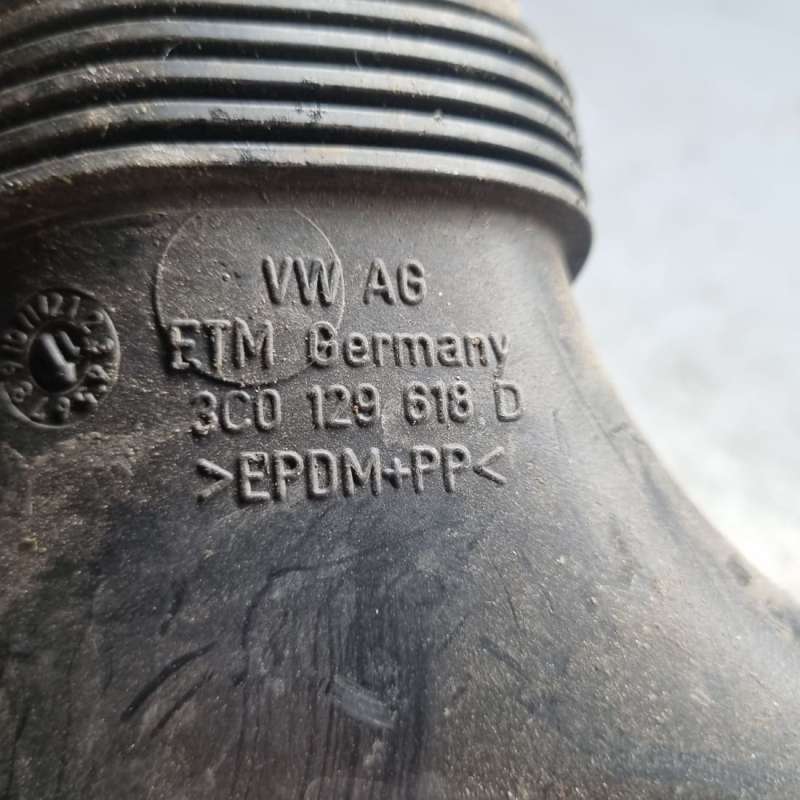 VW AG
ETM Germany
3C0 129 618 D
>EPDM+PP<